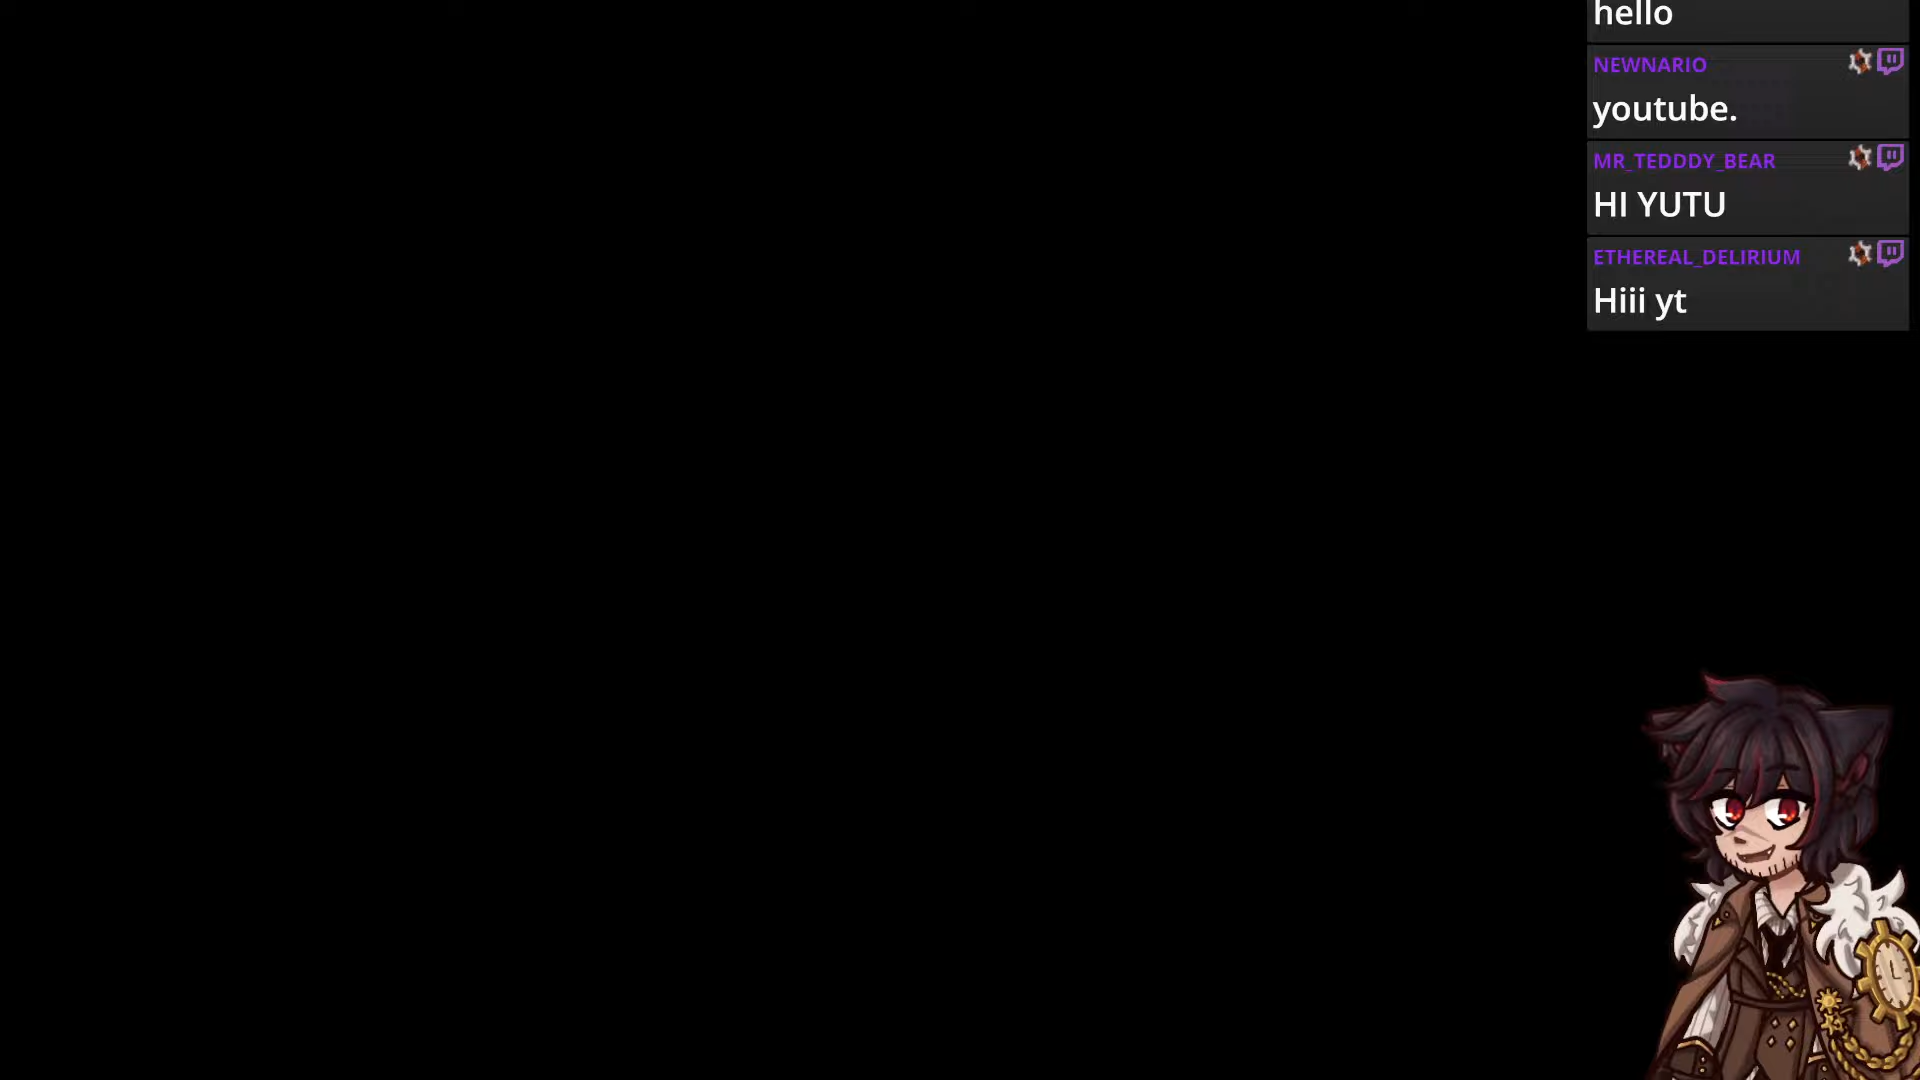 hello
NEWNARIO
youtube.
MR_TEDDDY_BEAR
HI YUTU
ETHEREAL_DELIRIUM
Hiii yt